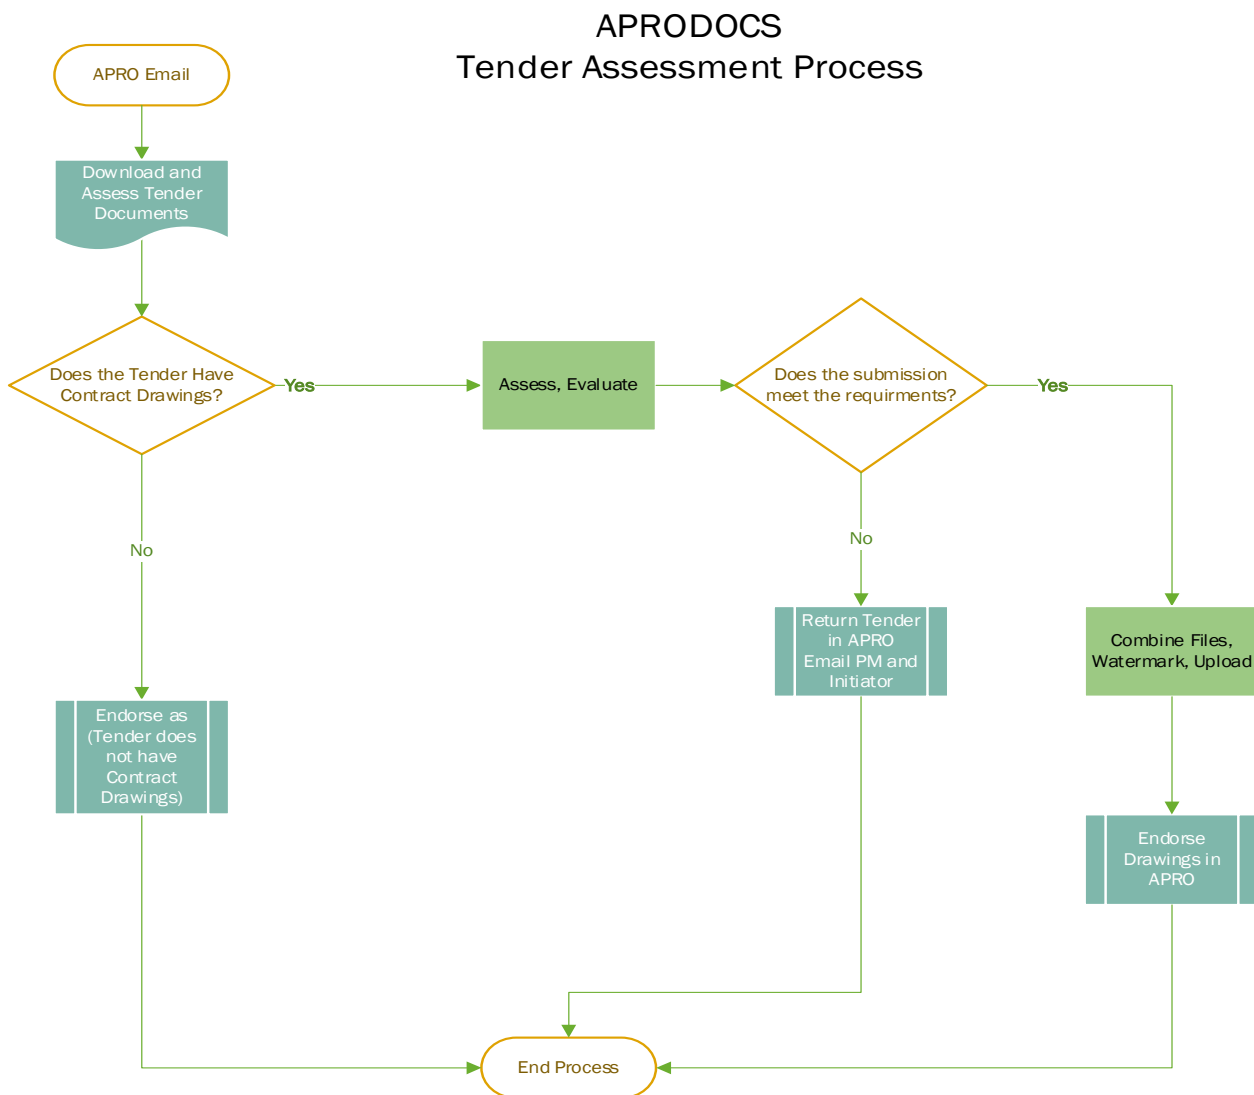 APRODOCS
Tender Assessment Process
APRO Email
Download and
Assess Tender
Documents
Does the Tender Have
Contract Drawings?
Yes
Assess, Evaluate
Does the submission
meet the requirments?
Yes
No
No
Return Tender
in APRO
Email PM and
Initiator
Combine Files,
Watermark, Upload
Endorse as
(Tender does
not have
Contract
Drawings)
Endorse
Drawings in
APRO
End Process